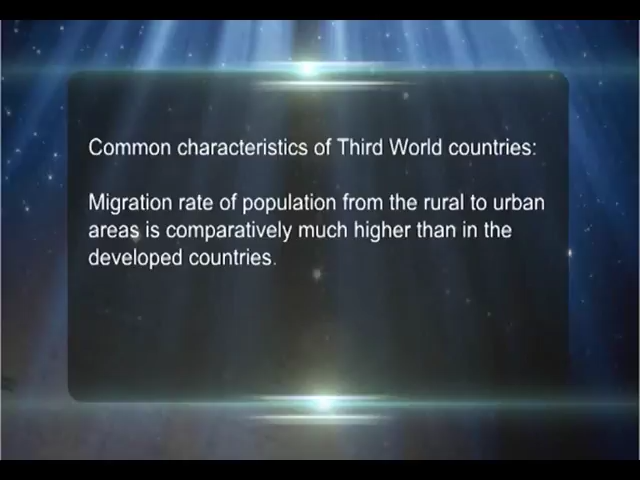 Common characteristics of Third World countries:
Migration rate of population from the rural to urban
areas is comparatively much higher than in the
developed countries.